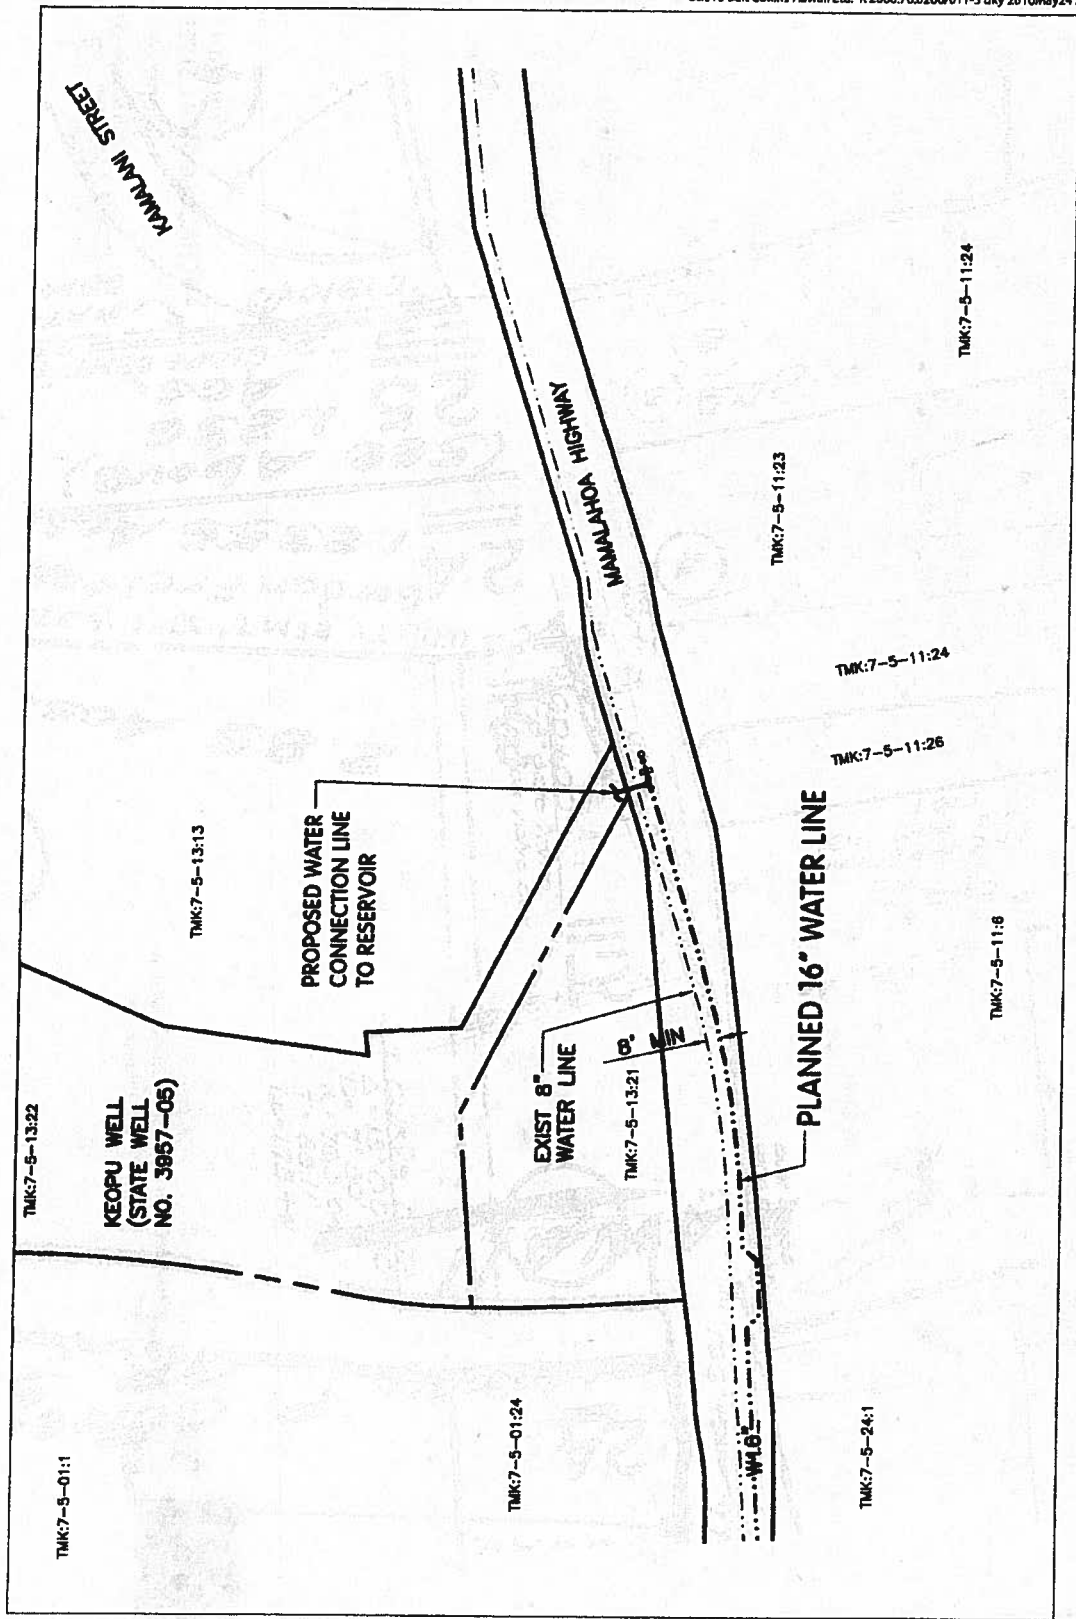 KAMALANI STREET
TMK:7-5-11:24
MAMALAHOA HIGHWAY
TMK:7-5-11:23
TMK:7-5-11:24
TMK:7-5-11:26
TMK:7-5-13:13
PROPOSED WATER
CONNECTION LINE
TO RESERVOIR
PLANNED 16" WATER LINE
TMK:7-5-11:6
EXIST 8"
WATER LINE
8' MIN
TMK:7-5-13:21
TMK:7-5-13:22
KEOPU WELL
(STATE WELL
NO. 3957-05)
TMK:7-5-01:1
TMK:7-5-01:24
W16"
TMK:7-5-24:1